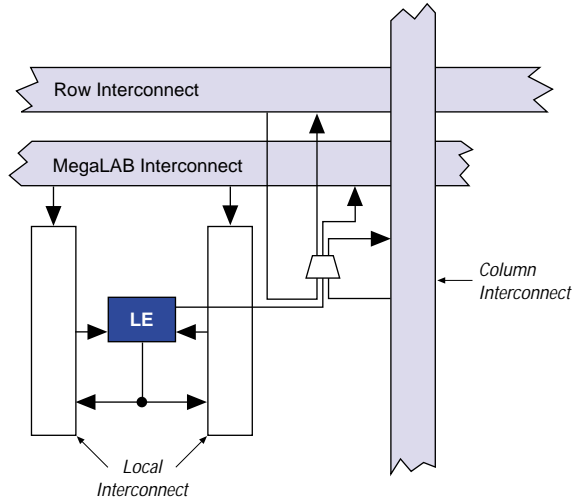 Row Interconnect
MegaLAB Interconnect
LE
Column
Interconnect
Local
Interconnect